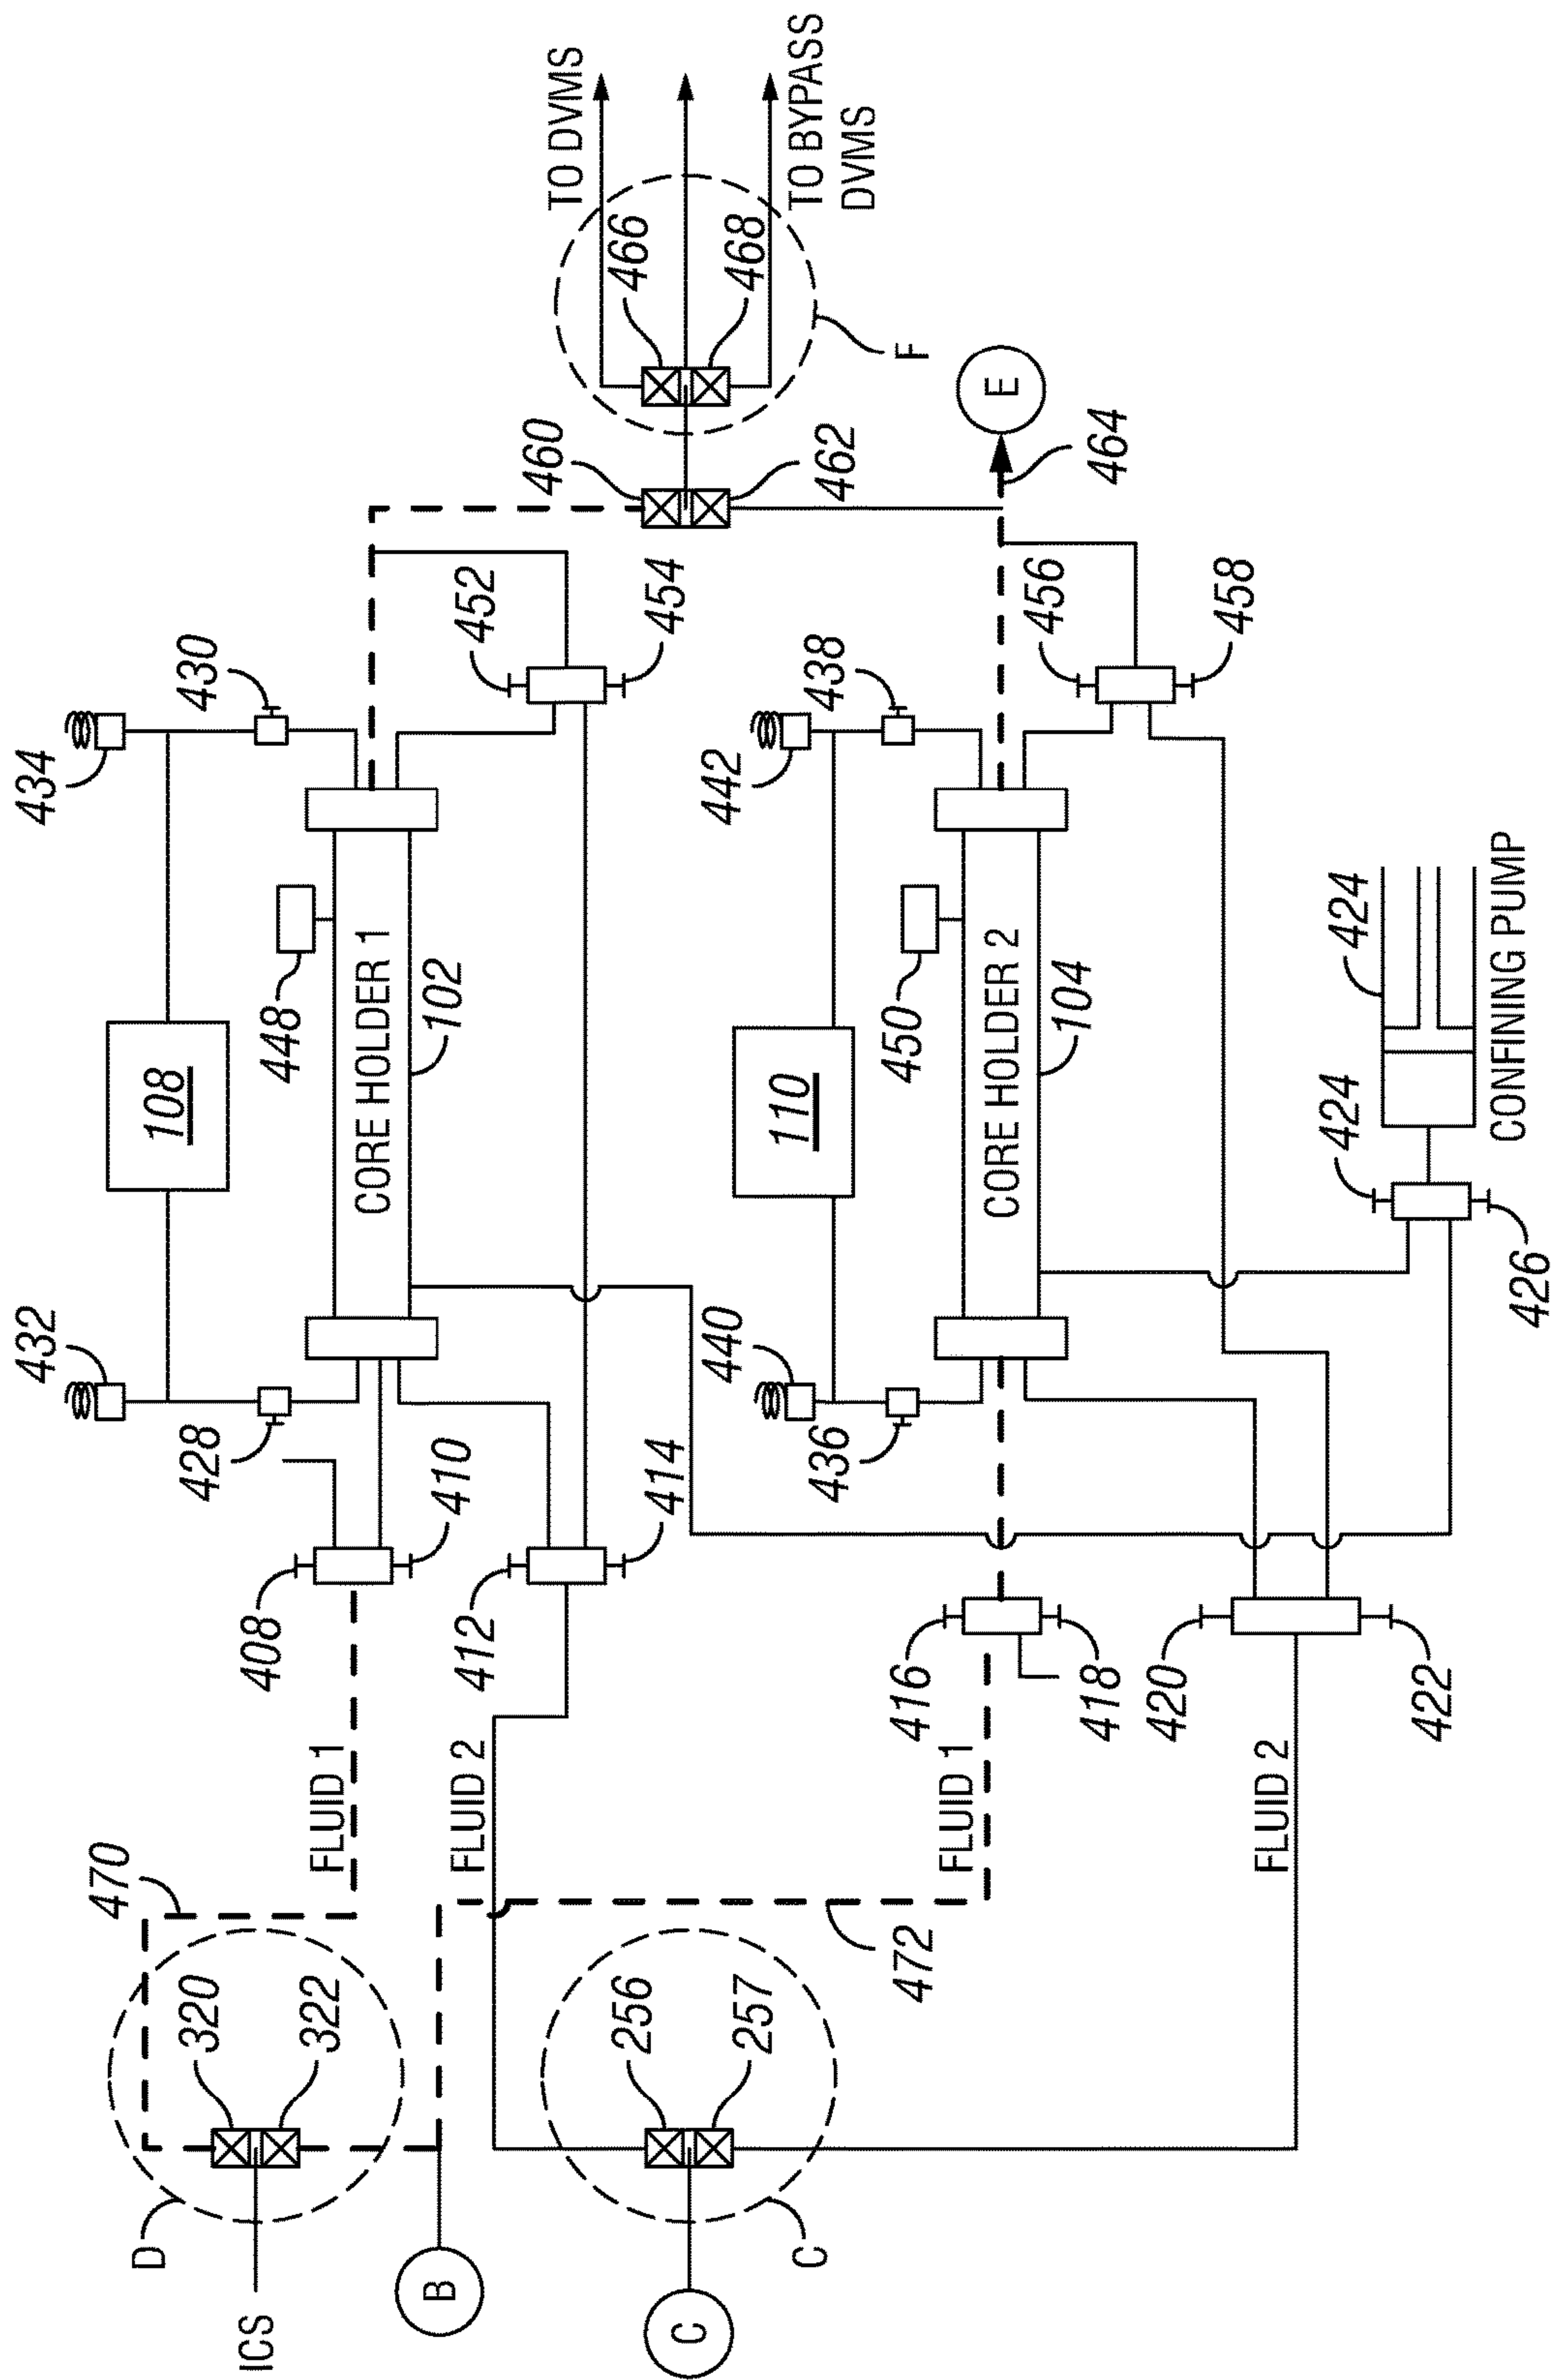 434
430
108
448
CORE HOLDER 1
102
432
428
408
410
452
454
412
414
460
462
466
468
TO DVMS
TO BYPASS
DVMS
F
E
464
470
FLUID 1
320
322
D
ICS
B
FLUID 2
256
257
C
C
472
442
438
110
450
CORE HOLDER 2
104
440
436
456
458
416
418
FLUID 1
420
422
FLUID 2
424
424
426
CONFINING PUMP